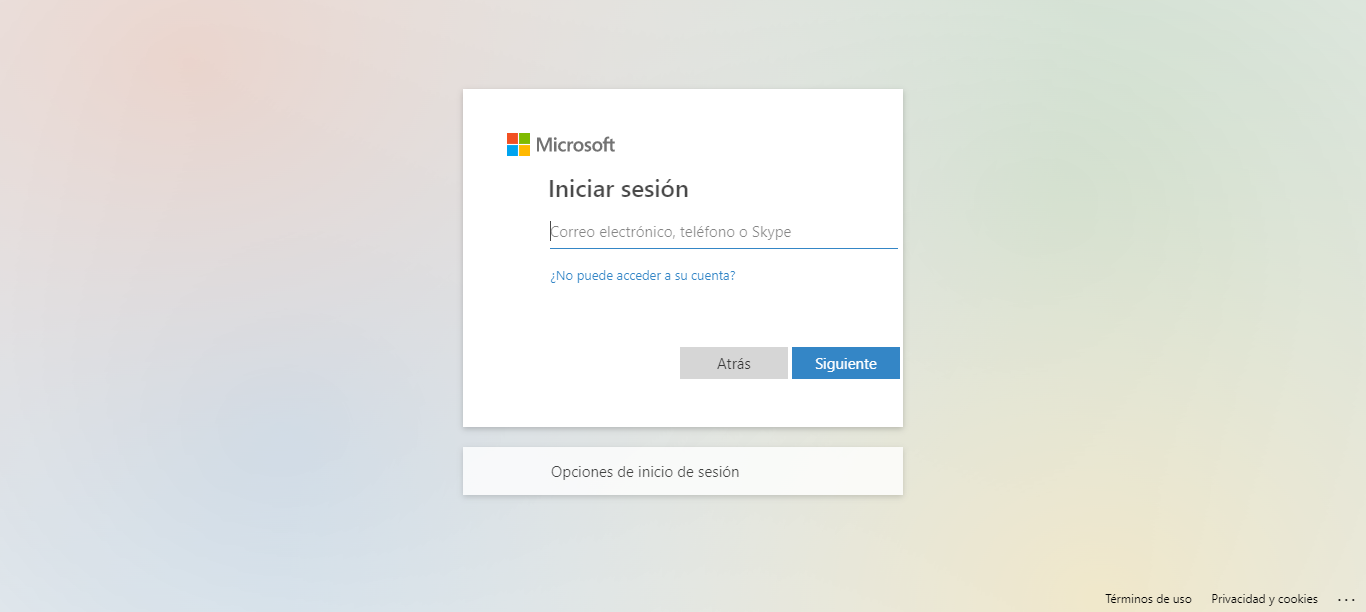 Microsoft
Iniciar sesión
Correo electrónico, teléfono o Skype
¿No puede acceder a su cuenta?
Atrás
Siguiente
Opciones de inicio de sesión
Términos de uso
Privacidad y cookies
...